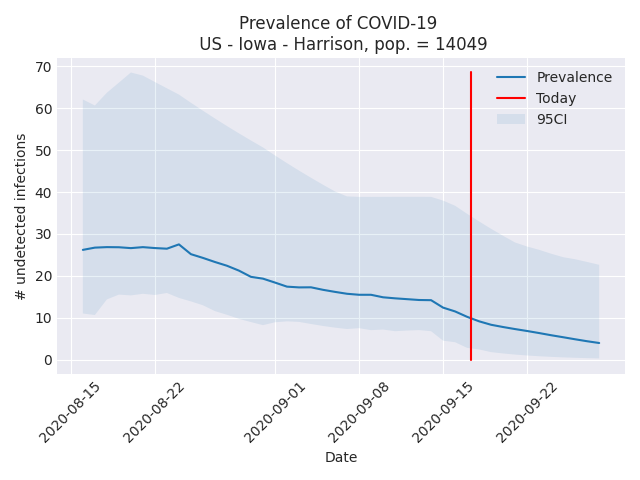 Prevalence of COVID-19
US - Iowa - Harrison, pop. = 14049
70
60
50
40
30
20
10
0
# undetected infections
Prevalence
Today
95CI
2020-08-15
2020-08-22
2020-09-01
2020-09-08
2020-09-15
2020-09-22
Date